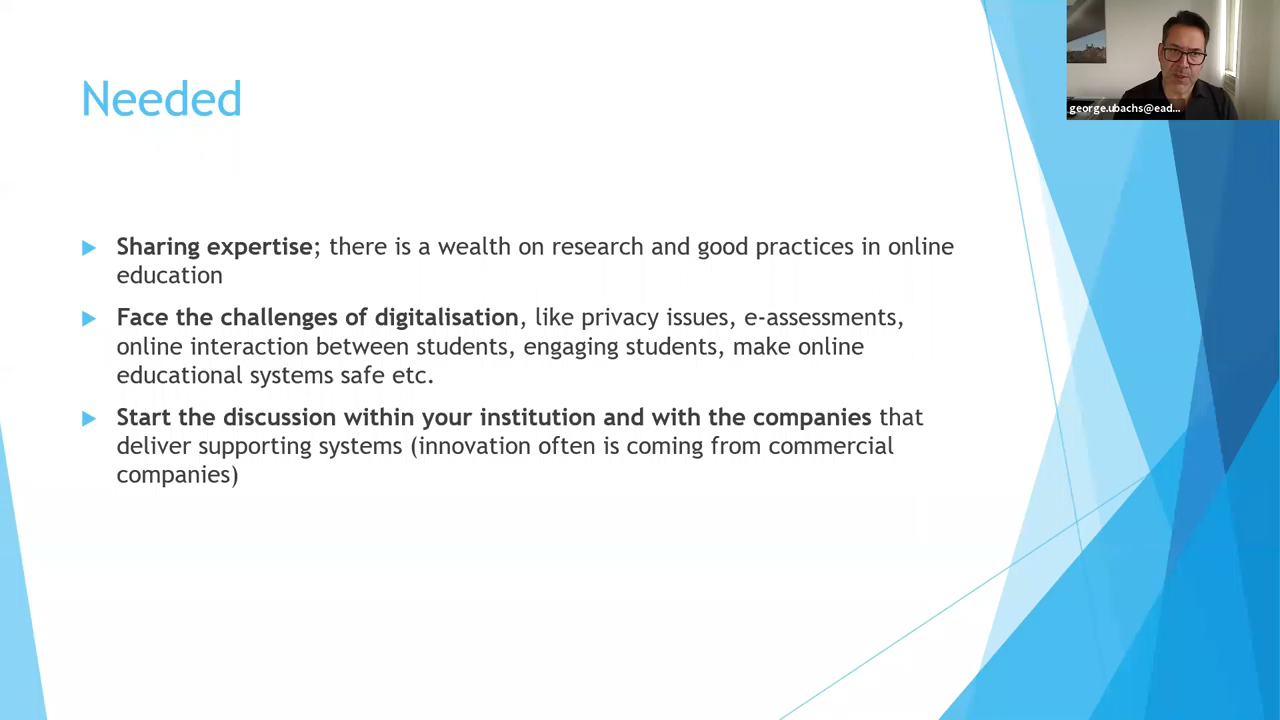 Needed
george.ubachs@ead...
Sharing expertise; there is a wealth on research and good practices in online
education
Face the challenges of digitalisation, like privacy issues, e-assessments,
online interaction between students, engaging students, make online
educational systems safe etc.
Start the discussion within your institution and with the companies that
deliver supporting systems (innovation often is coming from commercial
companies)